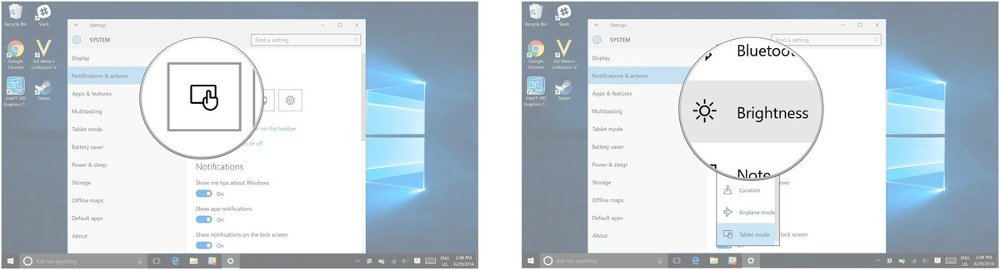 Recycle Bin
Slack
Google Chrome
Sid Meier's Civilization V
Intel® HD Graphics C...
Steam
Settings
SYSTEM
Find a setting
Display
Notifications & actions
Apps & features
Multitasking
Tablet mode
Battery saver
Power & sleep
Storage
Offline maps
Default apps
About
on the taskbar
or off
Notifications
Show me tips about Windows
On
Show app notifications
On
Show notifications on the lock screen
On
Ask me anything
ENG
US
2:48 PM
6/29/2016
Recycle Bin
Slack
Google Chrome
Sid Meier's Civilization V
Intel® HD Graphics C...
Steam
Settings
SYSTEM
Find a setting
Display
Notifications & actions
Apps & features
Multitasking
Tablet mode
Battery saver
Power & sleep
Storage
Offline maps
Default apps
About
Brightness
Note
ows
Location
Airplane mode
Tablet mode
ock screen
On
Ask me anything
ENG
US
2:48 PM
6/29/2016